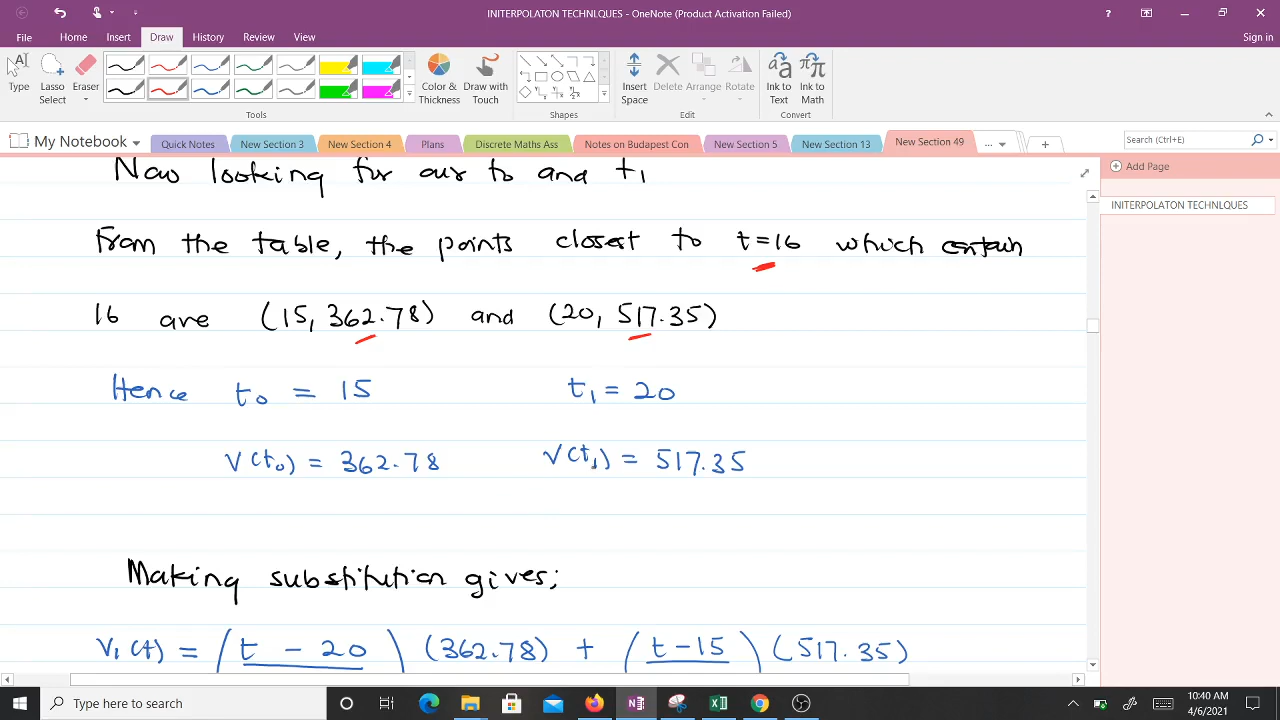 INITERPOLATON TECHNLQUES - OneNote (Product Activation Failed)
File Home Insert Draw History Review View Sign in
Type Lasso Select Eraser Color & Thickness Draw with Touch Insert Space Delete Arrange Rotate Ink to Text Ink to Math
Tools Shapes Edit Convert
My Notebook Quick Notes New Section 3 New Section 4 Plans Discrete Maths Ass Notes on Budapest Con New Section 5 New Section 13 New Section 49 ... + Search (Ctrl+E)
Add Page
INITERPOLATON TECHNLQUES
Now looking for our to and t1
From the table, the points closest to t=16 which contain
16 are (15, 362.78) and (20, 517.35)
Hence t0 = 15 t1 = 20
V(t0) = 362.78 V(t1) = 517.35
Making substitution gives;
V1(t) = (t - 20) (362.78) + (t-15) (517.35)
Type here to search
10:40 AM
4/6/2021